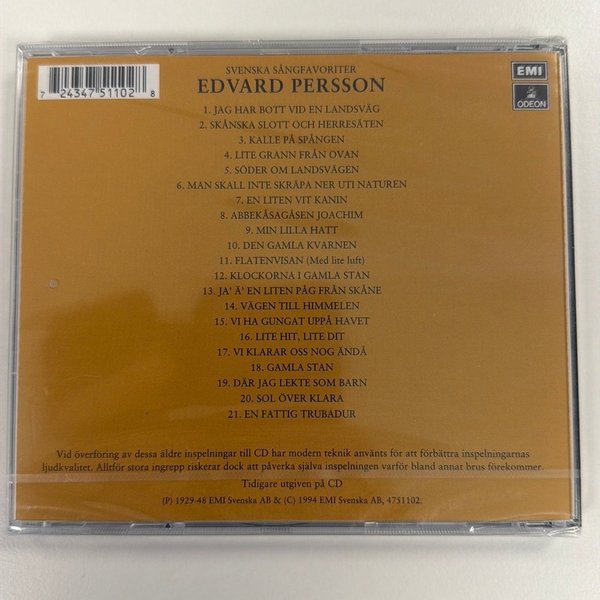 7 24347 51102 8
SVENSKA SÅNGFAVORITER
EDVARD PERSSON
EMI
ODEON
1. JAG HAR BOTT VID EN LANDSVÄG
2. SKÅNSKA SLOTT OCH HERRESÄTEN
3. KALLE PÅ SPÅNGEN
4. LITE GRANN FRÅN OVAN
5. SÖDER OM LANDSVÄGEN
6. MAN SKALL INTE SKRÄPA NER UTI NATUREN
7. EN LITEN VIT KANIN
8. ABBEKÅSAGÅSEN JOACHIM
9. MIN LILLA HATT
10. DEN GAMLA KVARNEN
11. FLATENVISAN (Med lite luft)
12. KLOCKORNA I GAMLA STAN
13. JA' Ä' EN LITEN PÅG FRÅN SKÅNE
14. VÄGEN TILL HIMMELEN
15. VI HA GUNGAT UPPÅ HAVET
16. LITE HIT, LITE DIT
17. VI KLARAR OSS NOG ÄNDÅ
18. GAMLA STAN
19. DÄR JAG LEKTE SOM BARN
20. SOL ÖVER KLARA
21. EN FATTIG TRUBADUR
Vid överföring av dessa äldre inspelningar till CD har modern teknik använts för att förbättra inspelningarnas
ljudkvalitet. Alltför stora ingrepp riskerar dock att påverka själva inspelningen varför bland annat brus förekommer.
Tidigare utgiven på CD
(P) 1929-48 EMI Svenska AB & (C) 1994 EMI Svenska AB, 4751102.